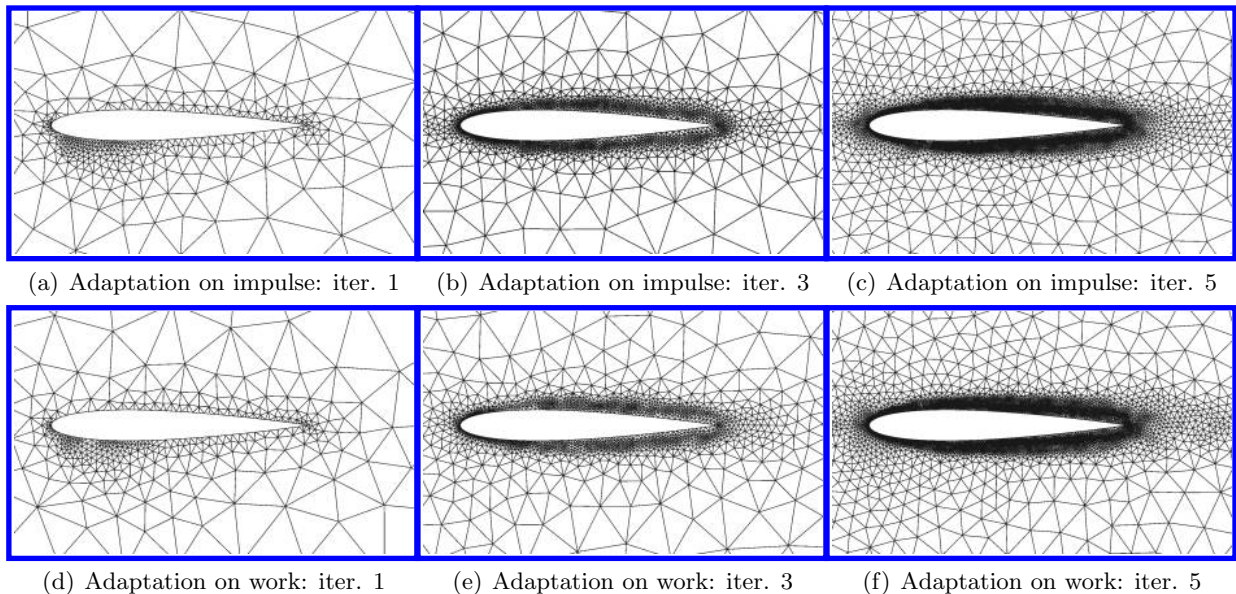 (a) Adaptation on impulse: iter. 1
(b) Adaptation on impulse: iter. 3
(c) Adaptation on impulse: iter. 5
(d) Adaptation on work: iter. 1
(e) Adaptation on work: iter. 3
(f) Adaptation on work: iter. 5